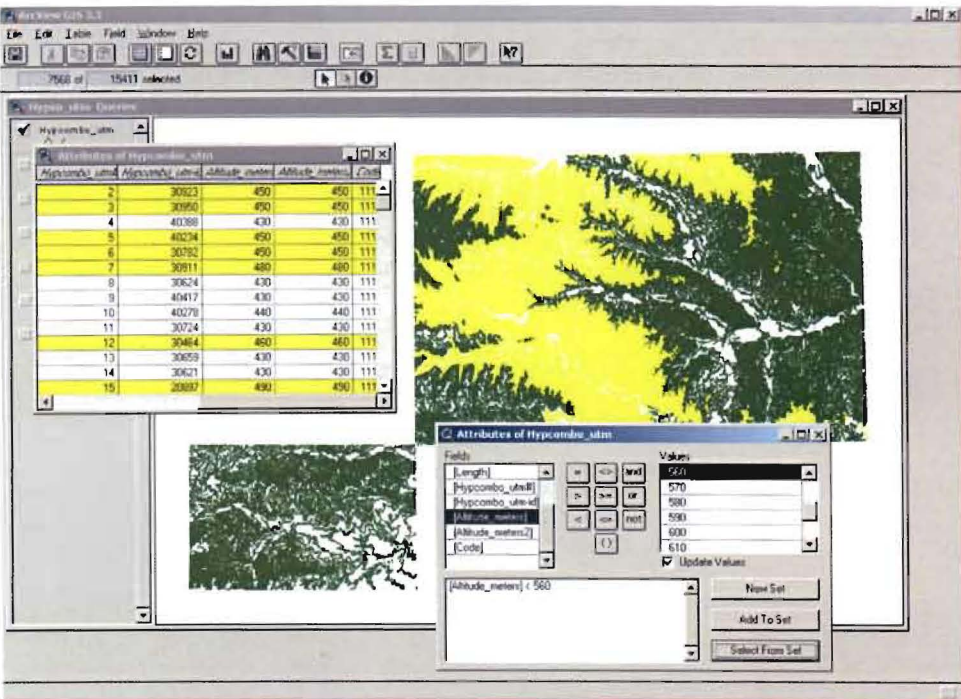 ArcView GIS 3.3
File Edit Table Field Window Help
7568 of 15411 selected
Hypcombo_utm
Attributes of Hypcombo_utm
2 30923 450 450 111
3 30950 450 450 111
4 40388 430 430 111
5 40234 450 450 111
6 30782 450 450 111
7 30911 480 480 111
8 30624 430 430 111
9 40417 430 430 111
10 40278 440 440 111
11 30724 430 430 111
12 30464 460 460 111
13 30659 430 430 111
14 30621 430 430 111
15 20897 490 490 111
Attributes of Hypcombo_utm
Fields
[Length]
[Hypcombo_utm#]
[Hypcombo_utm-id]
[Altitude_meters]
[Altitude_meters2]
[Code]
= <> and
> >= or
< <= not
( )
Values
560
570
580
590
600
610
Update Values
[Altitude_meters] < 560
New Set
Add To Set
Select From Set